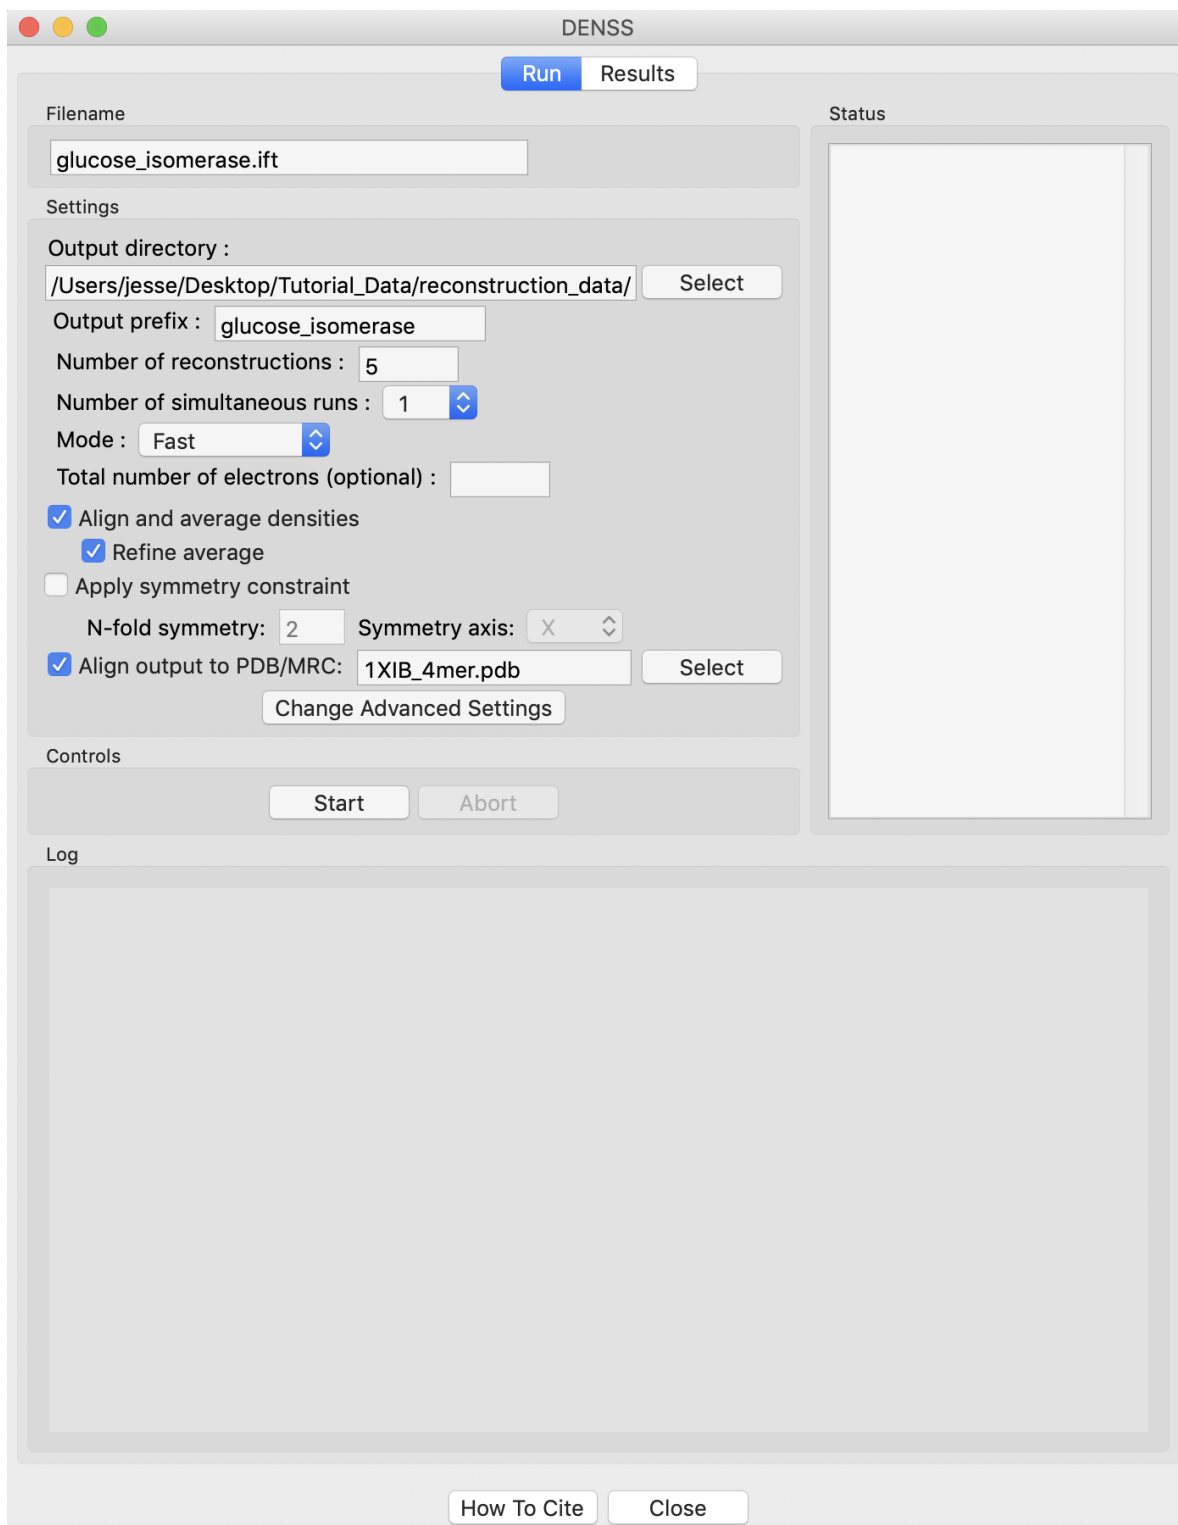 DENSS
Run Results
Filename
glucose_isomerase.ift
Settings
Output directory :
/Users/jesse/Desktop/Tutorial_Data/reconstruction_data/ Select
Output prefix : glucose_isomerase
Number of reconstructions : 5
Number of simultaneous runs : 1
Mode : Fast
Total number of electrons (optional) :
Align and average densities
Refine average
Apply symmetry constraint
N-fold symmetry: 2 Symmetry axis: X
Align output to PDB/MRC: 1XIB_4mer.pdb Select
Change Advanced Settings
Controls
Start Abort
Status
Log
How To Cite Close